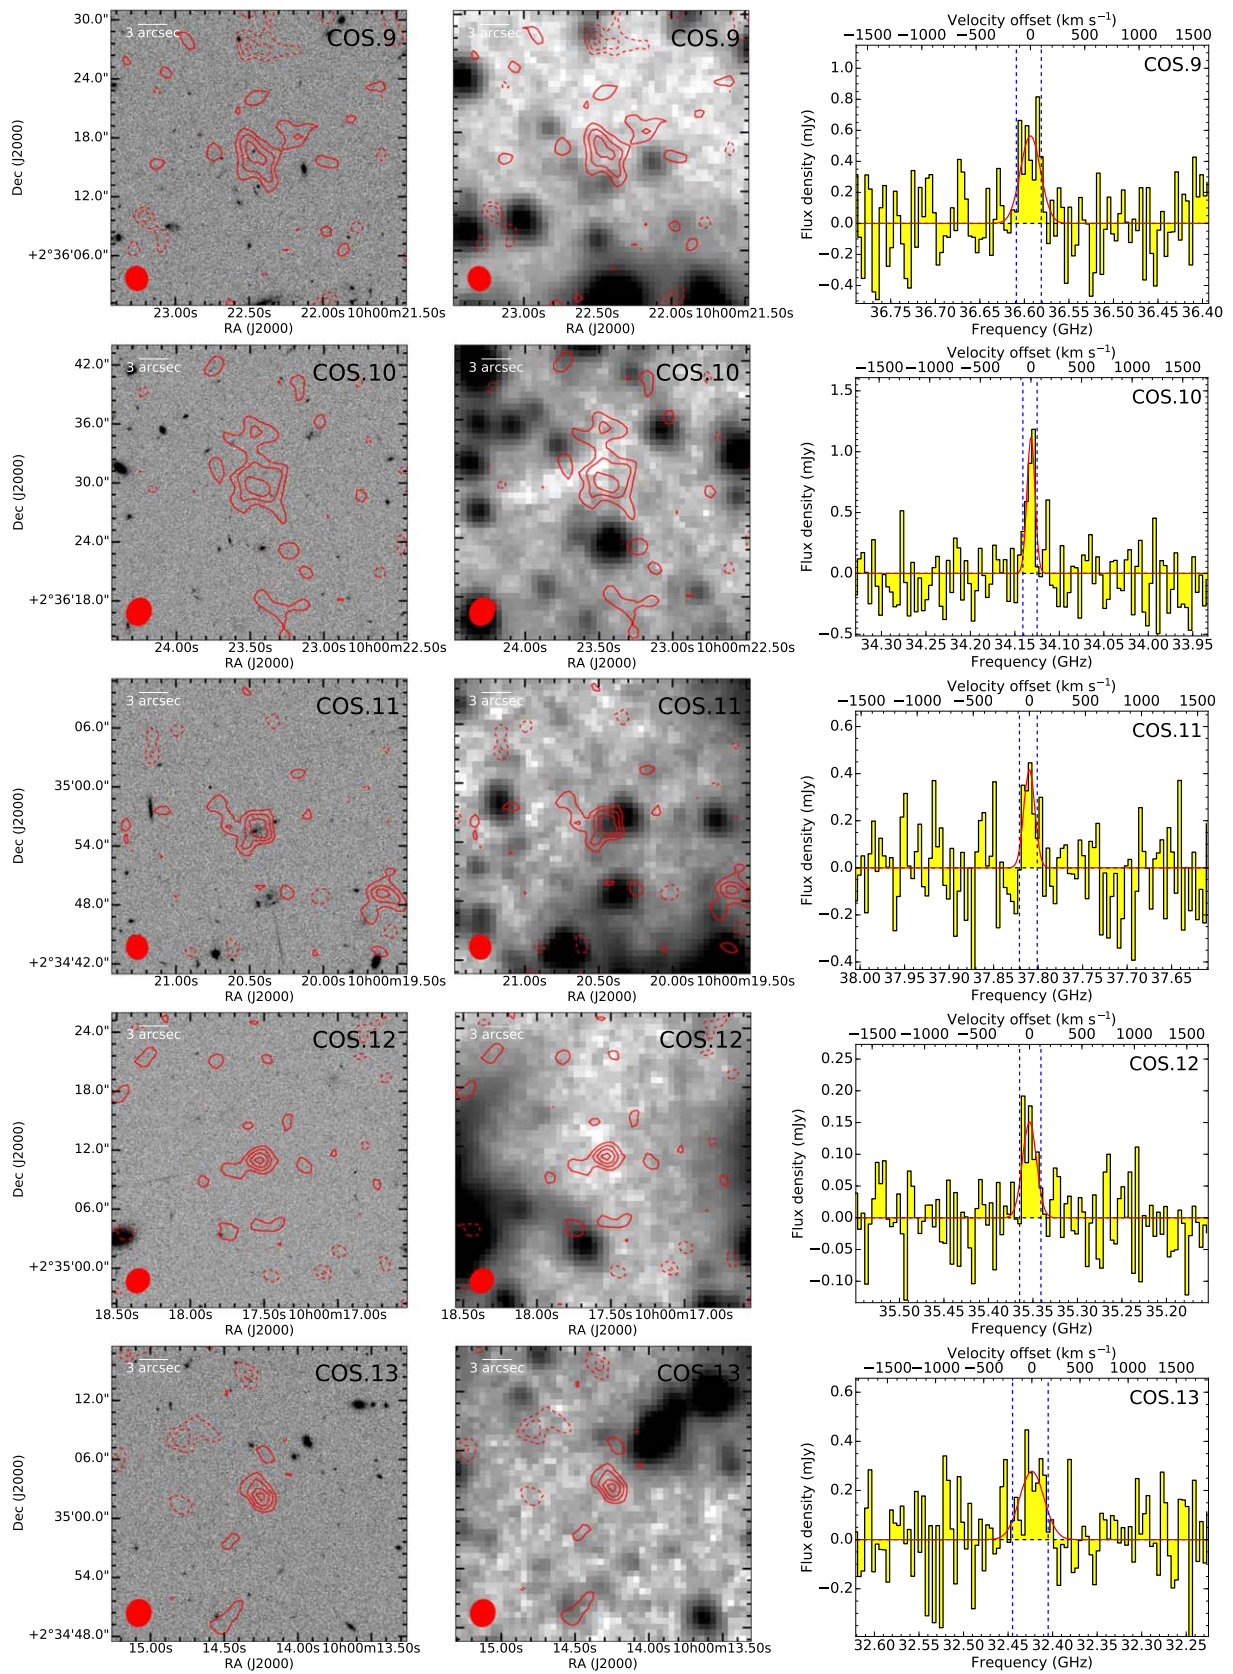 30.0"
24.0"
18.0"
12.0"
+2°36'06.0"
Dec (J2000)
3 arcsec
COS.9
23.00s 22.50s 22.00s 10h00m21.50s
RA (J2000)
3 arcsec
COS.9
23.00s 22.50s 22.00s 10h00m21.50s
RA (J2000)
Velocity offset (km s⁻¹)
−1500 −1000 −500 0 500 1000 1500
COS.9
1.0
0.8
0.6
0.4
0.2
0.0
−0.2
−0.4
Flux density (mJy)
36.75 36.70 36.65 36.60 36.55 36.50 36.45 36.40
Frequency (GHz)
42.0"
36.0"
30.0"
24.0"
+2°36'18.0"
Dec (J2000)
3 arcsec
COS.10
24.00s 23.50s 23.00s 10h00m22.50s
RA (J2000)
3 arcsec
COS.10
24.00s 23.50s 23.00s 10h00m22.50s
RA (J2000)
Velocity offset (km s⁻¹)
−1500 −1000 −500 0 500 1000 1500
COS.10
1.5
1.0
0.5
0.0
−0.5
Flux density (mJy)
34.30 34.25 34.20 34.15 34.10 34.05 34.00 33.95
Frequency (GHz)
06.0"
35'00.0"
54.0"
48.0"
+2°34'42.0"
Dec (J2000)
3 arcsec
COS.11
21.00s 20.50s 20.00s 10h00m19.50s
RA (J2000)
3 arcsec
COS.11
21.00s 20.50s 20.00s 10h00m19.50s
RA (J2000)
Velocity offset (km s⁻¹)
−1500 −1000 −500 0 500 1000 1500
COS.11
0.6
0.4
0.2
0.0
−0.2
−0.4
Flux density (mJy)
38.00 37.95 37.90 37.85 37.80 37.75 37.70 37.65
Frequency (GHz)
24.0"
18.0"
12.0"
06.0"
+2°35'00.0"
Dec (J2000)
3 arcsec
COS.12
18.50s 18.00s 17.50s 10h00m17.00s
RA (J2000)
3 arcsec
COS.12
18.50s 18.00s 17.50s 10h00m17.00s
RA (J2000)
Velocity offset (km s⁻¹)
−1500 −1000 −500 0 500 1000 1500
COS.12
0.25
0.20
0.15
0.10
0.05
0.00
−0.05
−0.10
Flux density (mJy)
35.50 35.45 35.40 35.35 35.30 35.25 35.20
Frequency (GHz)
12.0"
06.0"
35'00.0"
54.0"
+2°34'48.0"
Dec (J2000)
3 arcsec
COS.13
15.00s 14.50s 14.00s 10h00m13.50s
RA (J2000)
3 arcsec
COS.13
15.00s 14.50s 14.00s 10h00m13.50s
RA (J2000)
Velocity offset (km s⁻¹)
−1500 −1000 −500 0 500 1000 1500
COS.13
0.6
0.4
0.2
0.0
−0.2
Flux density (mJy)
32.60 32.55 32.50 32.45 32.40 32.35 32.30 32.25
Frequency (GHz)